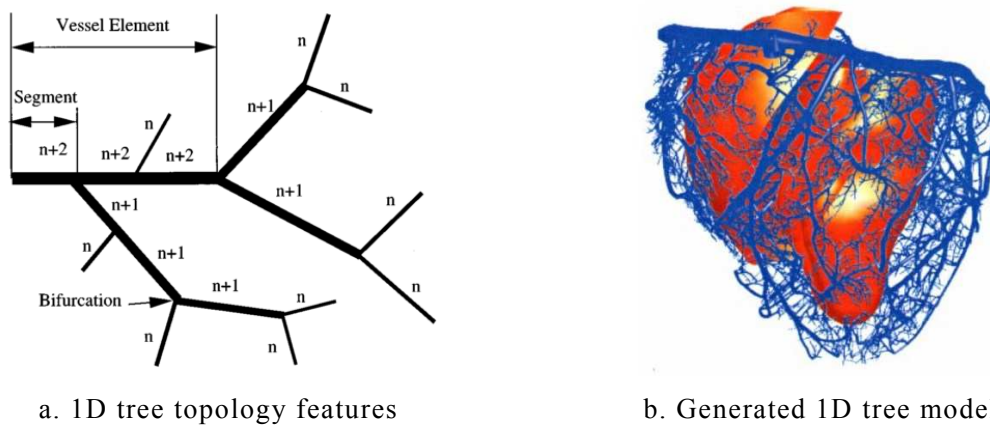 Vessel Element
Segment
n+2
n+2
n+2
n
n+1
n
n
n+1
n
n+1
n+1
n+1
Bifurcation
n
n
n
a. 1D tree topology features
b. Generated 1D tree mode